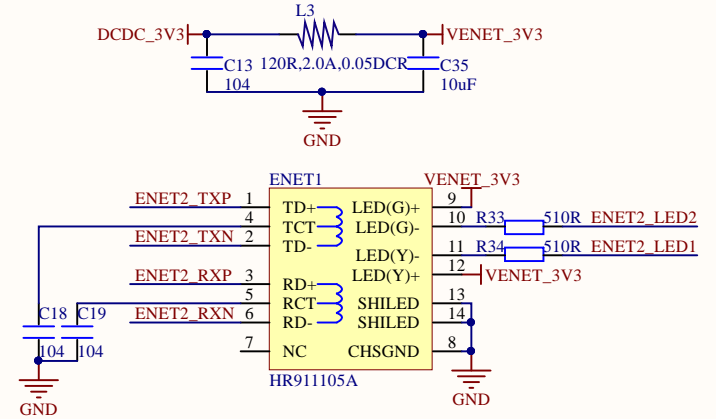 L3
DCDC_3V3 VENET_3V3
C13 120R,2.0A,0.05DCR C35
104 10uF
GND
ENET1 VENET_3V3
ENET2_TXP 1 TD+ LED(G)+ 9
4 TCT LED(G)- 10 R33 510R ENET2_LED2
ENET2_TXN 2 TD- LED(Y)- 11 R34 510R ENET2_LED1
LED(Y)+ 12 VENET_3V3
ENET2_RXP 3 RD+
5 RCT SHILED 13
C18 C19 ENET2_RXN 6 RD- SHILED 14
104 104 7 NC CHSGND 8
HR911105A
GND GND